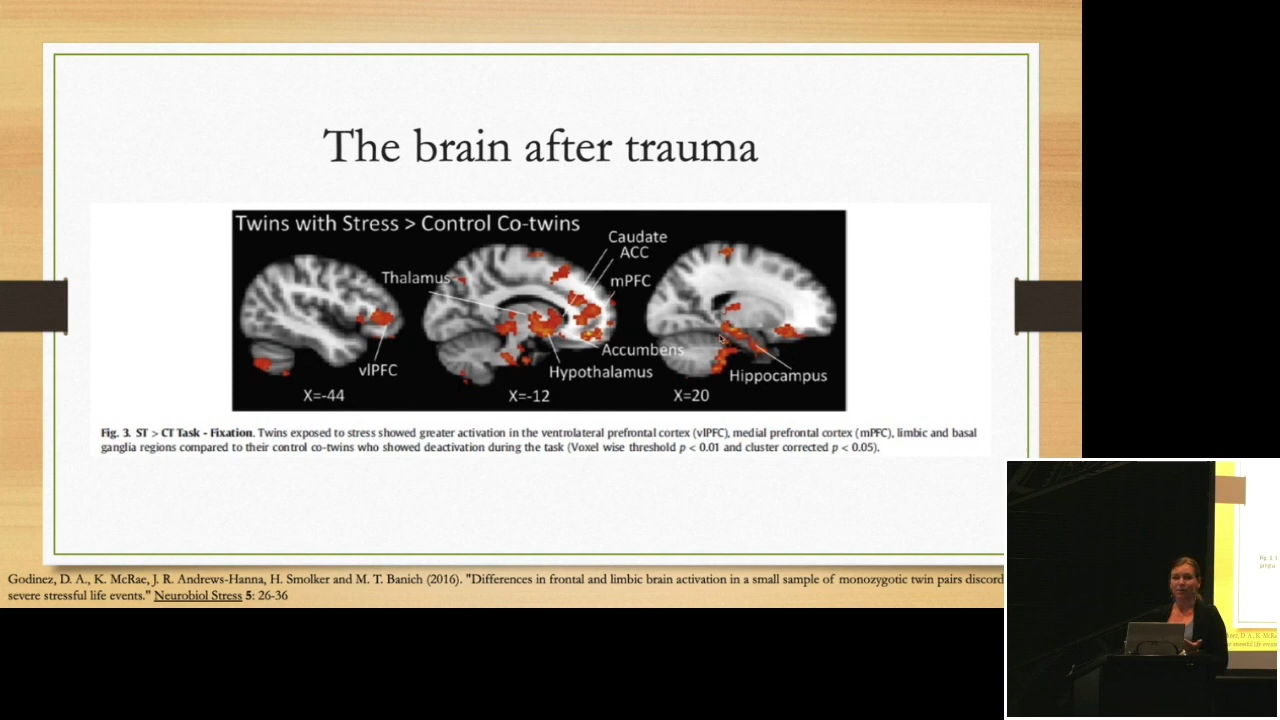 The brain after trauma
Twins with Stress > Control Co-twins
Caudate
ACC
Thalamus
mPFC
Accumbens
vlPFC
Hypothalamus
Hippocampus
X=-44
X=-12
X=20
Fig. 3. ST > CT Task - Fixation. Twins exposed to stress showed greater activation in the ventrolateral prefrontal cortex (vlPFC), medial prefrontal cortex (mPFC), limbic and basal
ganglia regions compared to their control co-twins who showed deactivation during the task (Voxel wise threshold p < 0.01 and cluster corrected p < 0.05).
Godinez, D. A., K. McRae, J. R. Andrews-Hanna, H. Smolker and M. T. Banich (2016). "Differences in frontal and limbic brain activation in a small sample of monozygotic twin pairs discord
severe stressful life events." Neurobiol Stress 5: 26-36